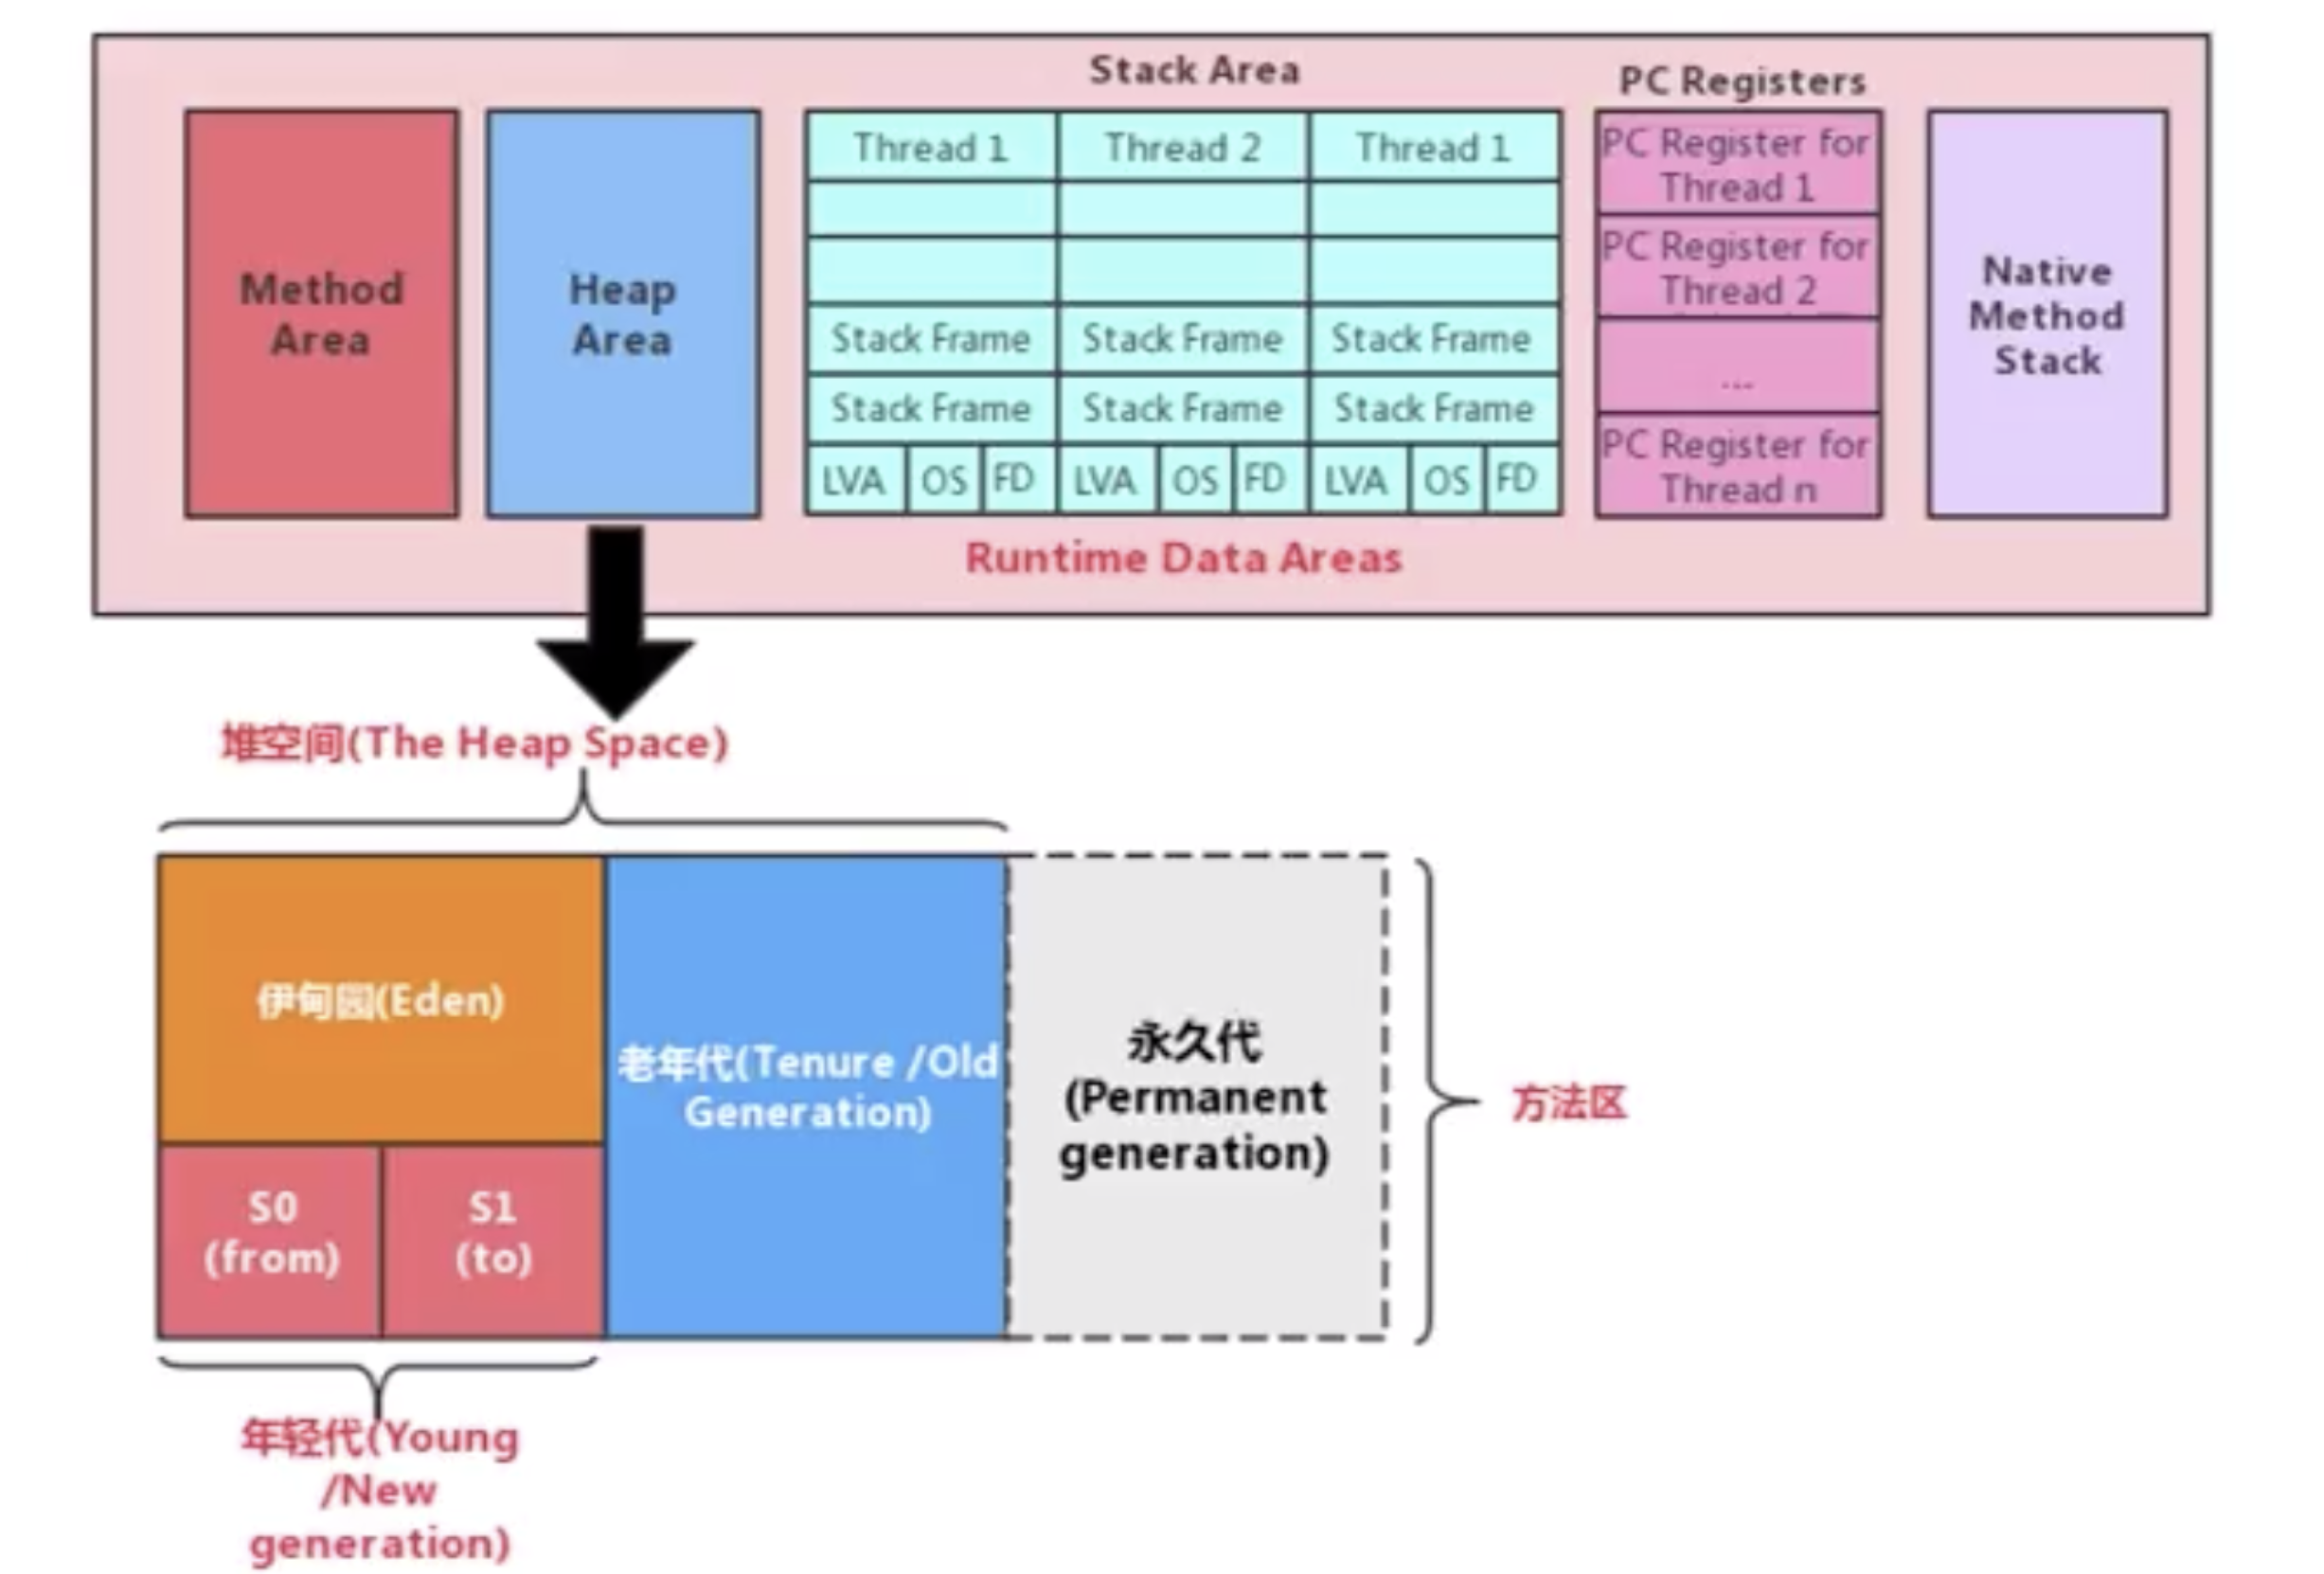 Stack Area
PC Registers
Method
Area
Heap
Area
Thread 1
Thread 2
Thread 1
Stack Frame
Stack Frame
Stack Frame
Stack Frame
Stack Frame
Stack Frame
LVA
OS
FD
LVA
OS
FD
LVA
OS
FD
PC Register for
Thread 1
PC Register for
Thread 2
...
PC Register for
Thread n
Native
Method
Stack
Runtime Data Areas
堆空间(The Heap Space)
伊甸园(Eden)
老年代(Tenure /Old
Generation)
永久代
(Permanent
generation)
方法区
S0
(from)
S1
(to)
年轻代(Young
/New
generation)